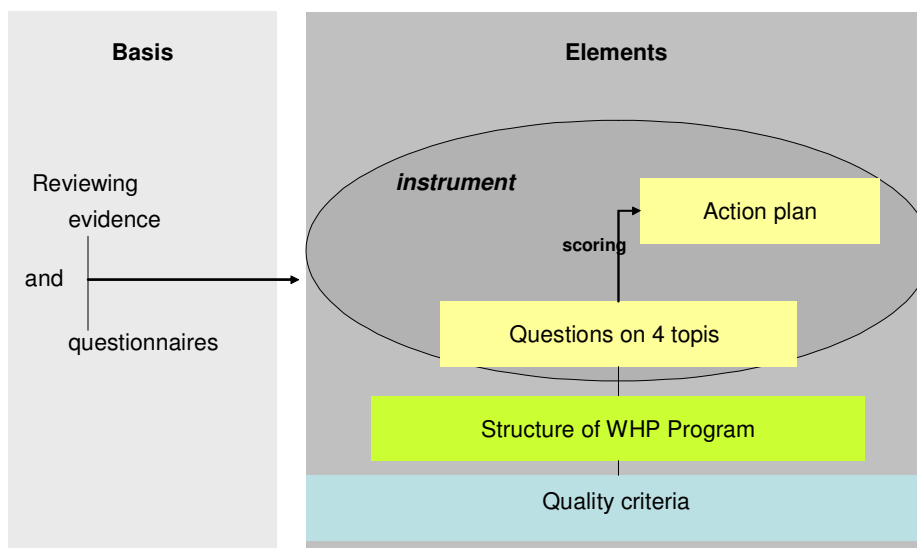 Basis
Reviewing
evidence
and
questionnaires
Elements
instrument
Action plan
scoring
Questions on 4 topis
Structure of WHP Program
Quality criteria